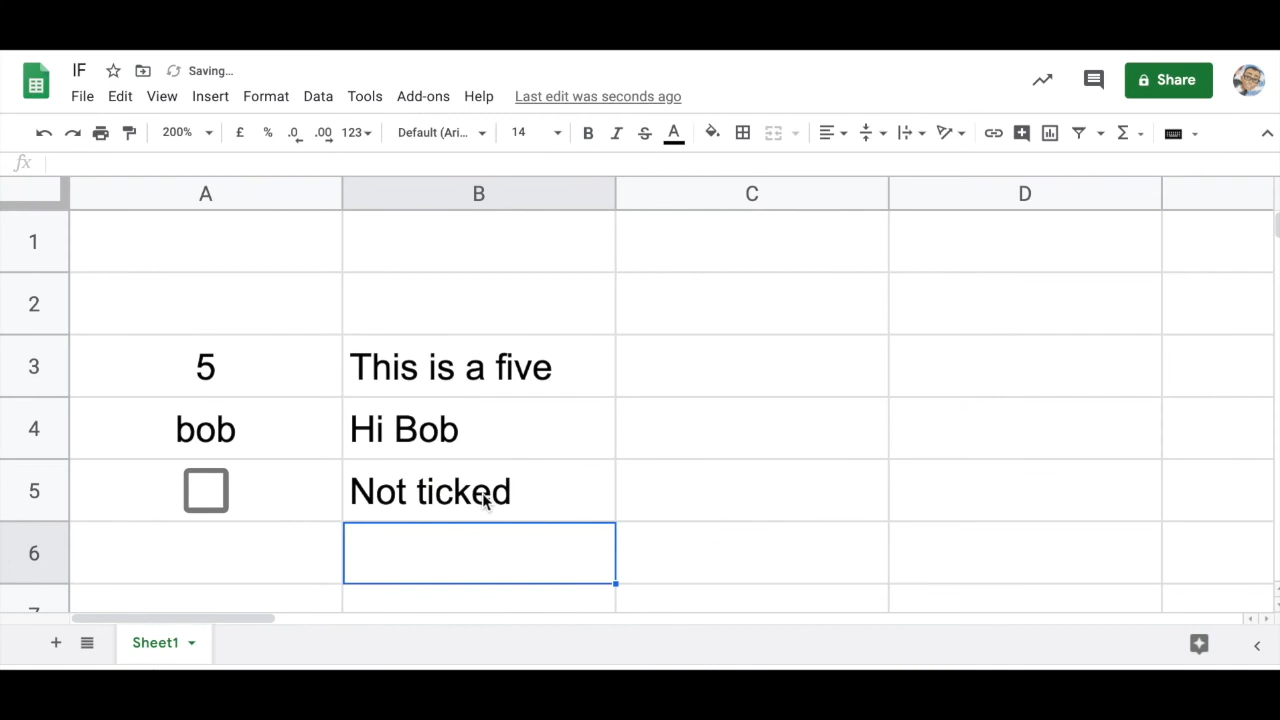 IF Saving...
File Edit View Insert Format Data Tools Add-ons Help Last edit was seconds ago
Share
200% £ % .0 .00 123 Default (Ari... 14 B I S A Σ
fx
A B C D
1
2
3 5 This is a five
4 bob Hi Bob
5 Not ticked
6
+ Sheet1